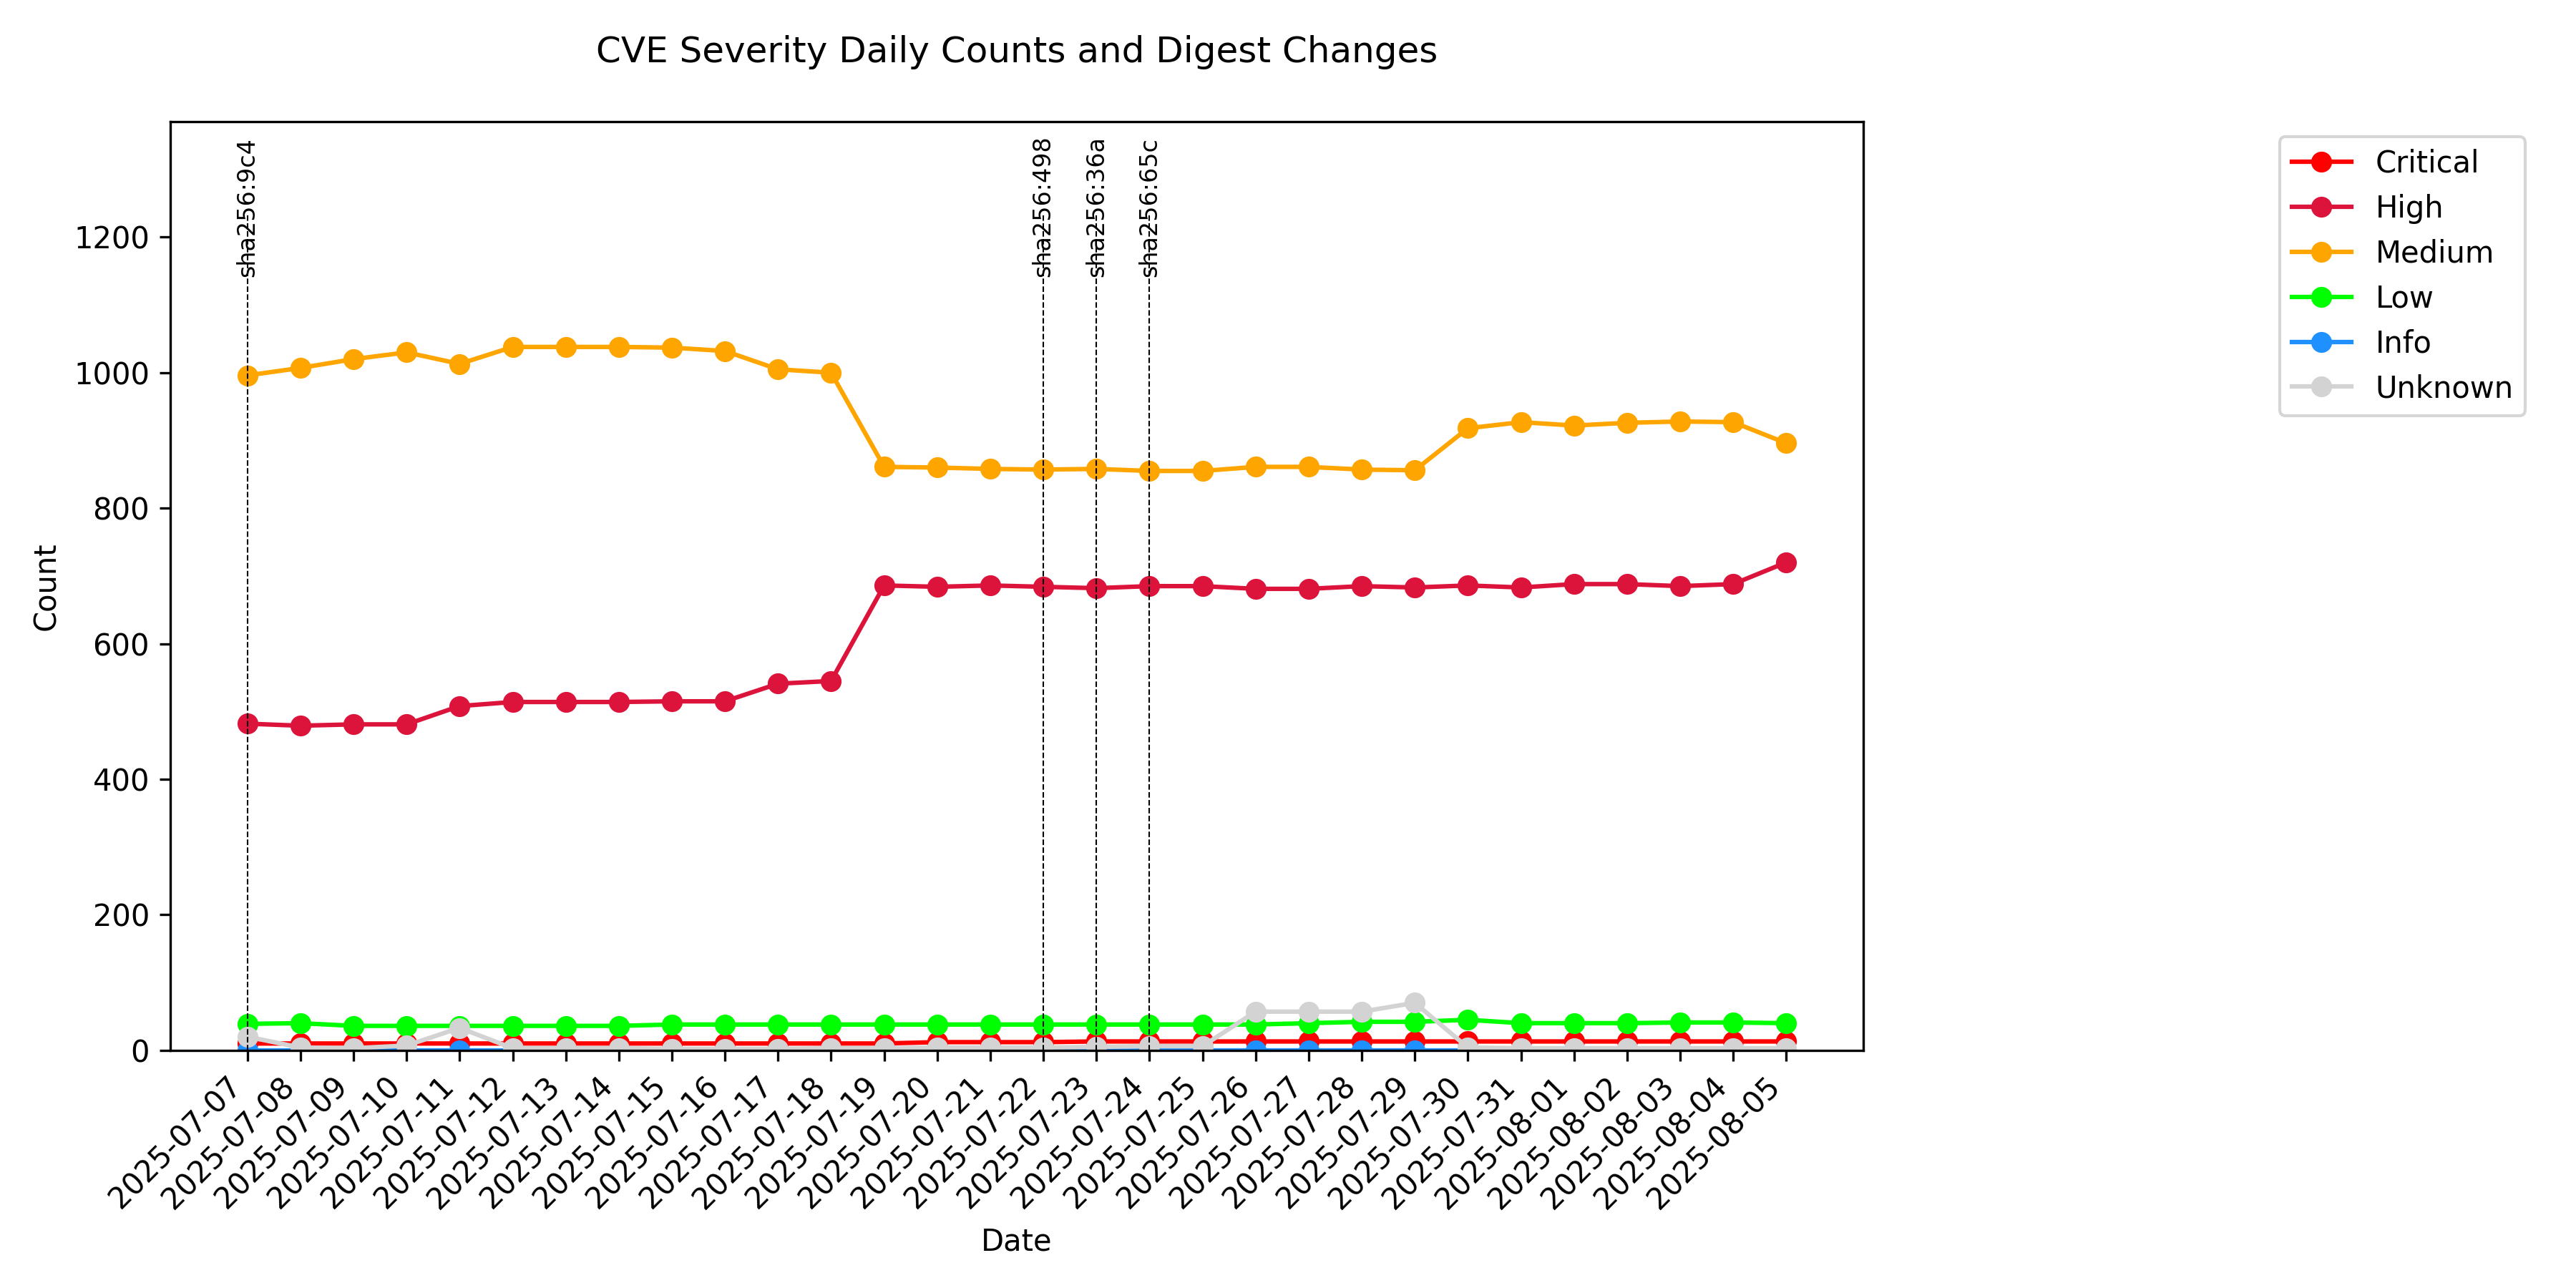 CVE Severity Daily Counts and Digest Changes
sha256:9c4
sha256:498
sha256:36a
sha256:65c
Critical
High
Medium
Low
Info
Unknown
Count
1200
1000
800
600
400
200
0
2025-07-07
2025-07-08
2025-07-09
2025-07-10
2025-07-11
2025-07-12
2025-07-13
2025-07-14
2025-07-15
2025-07-16
2025-07-17
2025-07-18
2025-07-19
2025-07-20
2025-07-21
2025-07-22
2025-07-23
2025-07-24
2025-07-25
2025-07-26
2025-07-27
2025-07-28
2025-07-29
2025-07-30
2025-07-31
2025-08-01
2025-08-02
2025-08-03
2025-08-04
2025-08-05
Date